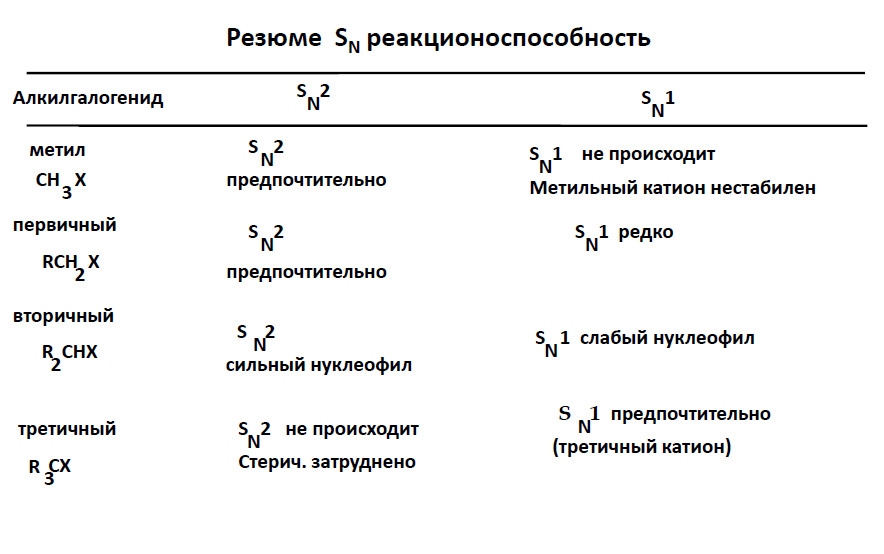 Резюме S_N реакционоспособность
Алкилгалогенид S_N2 S_N1
метил S_N2 S_N1 не происходит
CH_3X предпочтительно Метильный катион нестабилен
первичный S_N2 S_N1 редко
RCH_2X предпочтительно
вторичный S_N2 S_N1 слабый нуклеофил
R_2CHX сильный нуклеофил
третичный S_N2 не происходит S_N1 предпочтительно
R_3CX Стерич. затруднено (третичный катион)